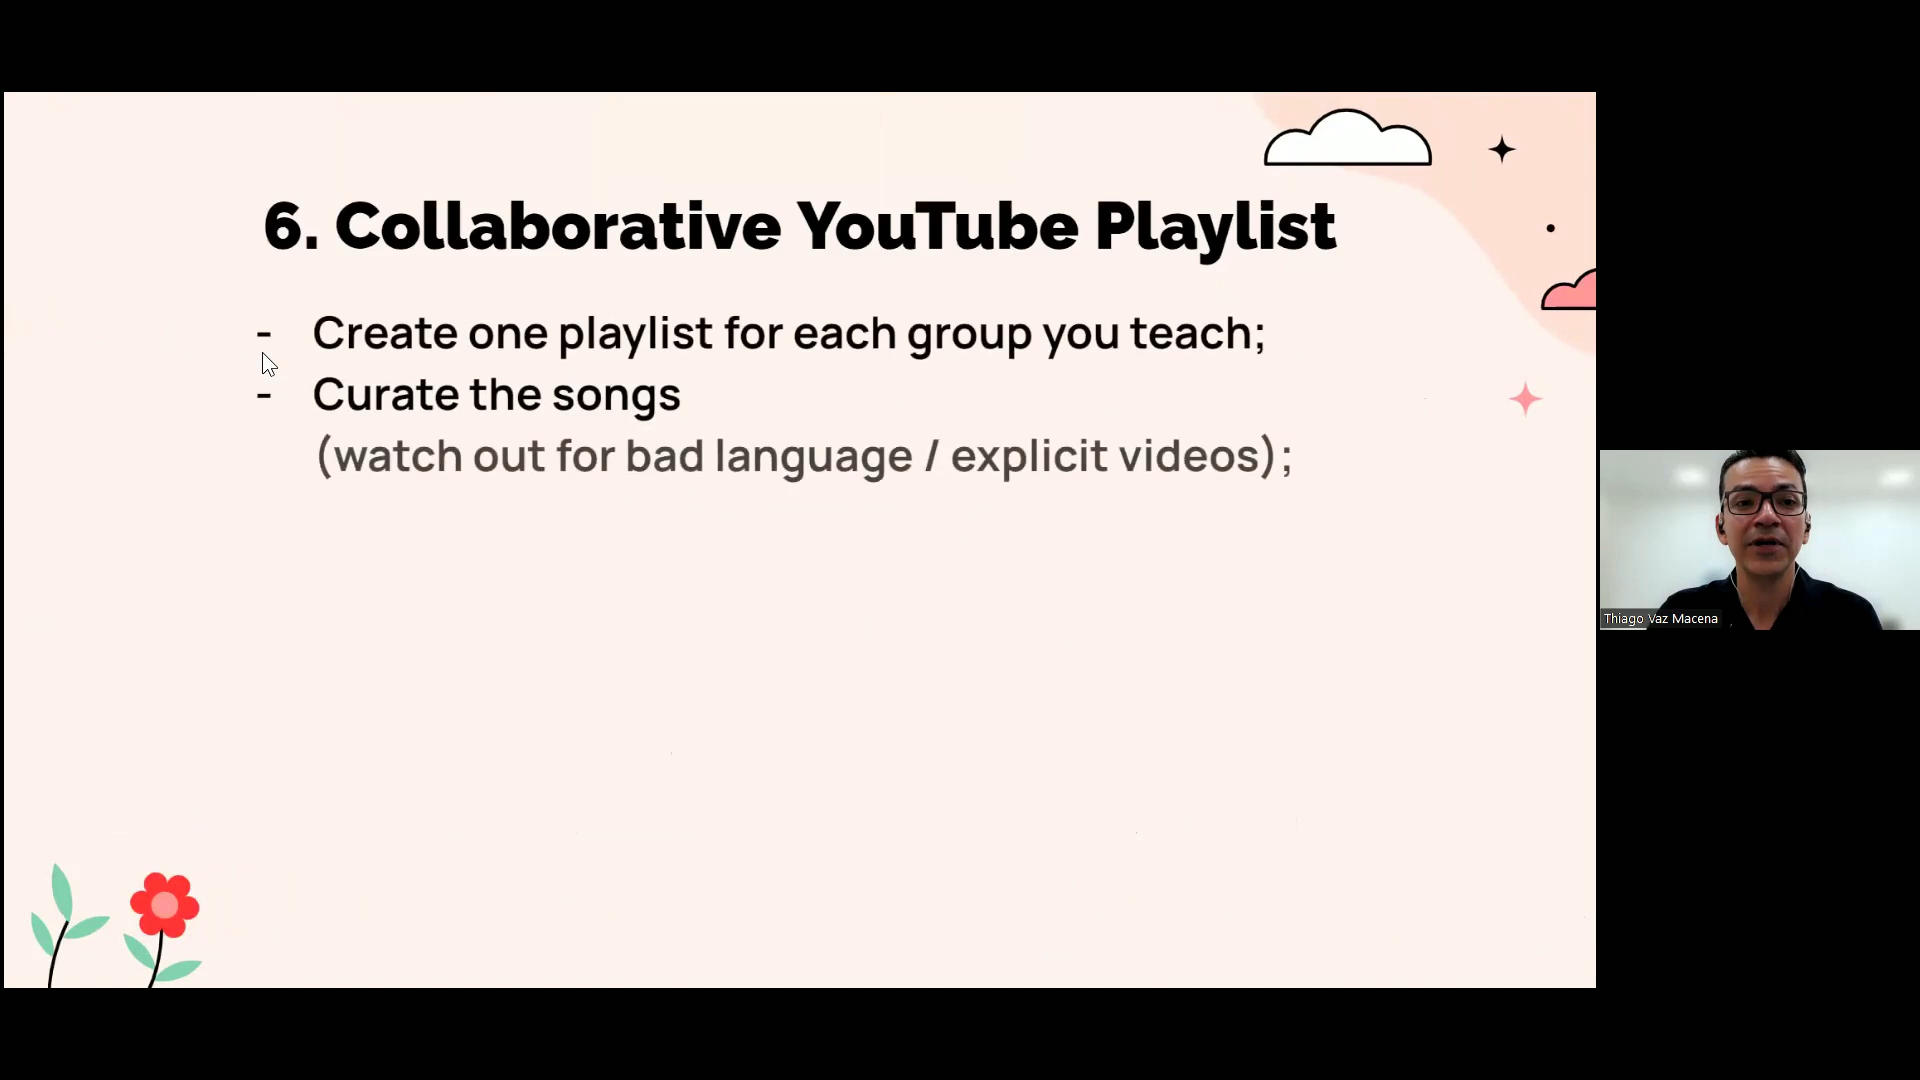 6. Collaborative YouTube Playlist
- Create one playlist for each group you teach;
- Curate the songs
(watch out for bad language / explicit videos);
Thiago Vaz Macena